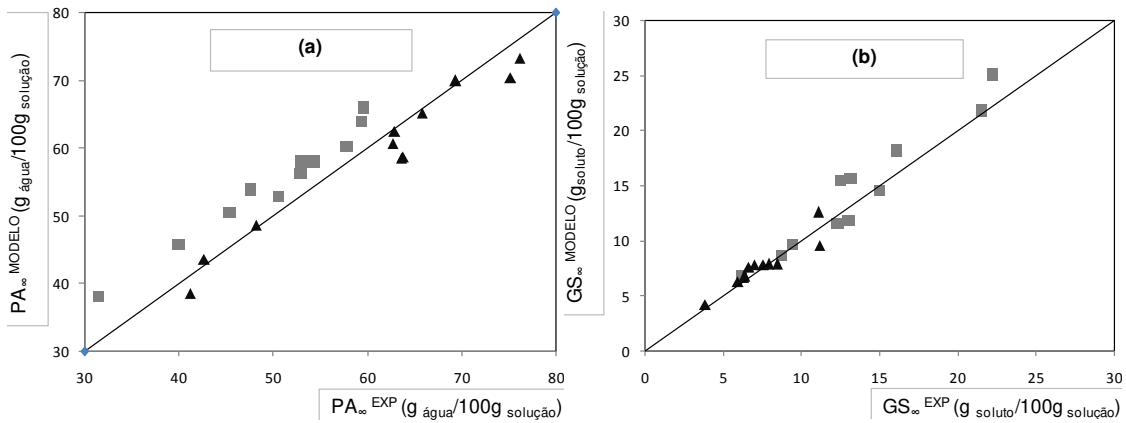 (a)
PA∞ MODELO (g água/100g solução)
80
70
60
50
40
30
30 40 50 60 70 80
PA∞ EXP (g água/100g solução)
(b)
GS∞ MODELO (gsoluto/100g solução)
30
25
20
15
10
5
0
0 5 10 15 20 25 30
GS∞ EXP (g soluto/100g solução)